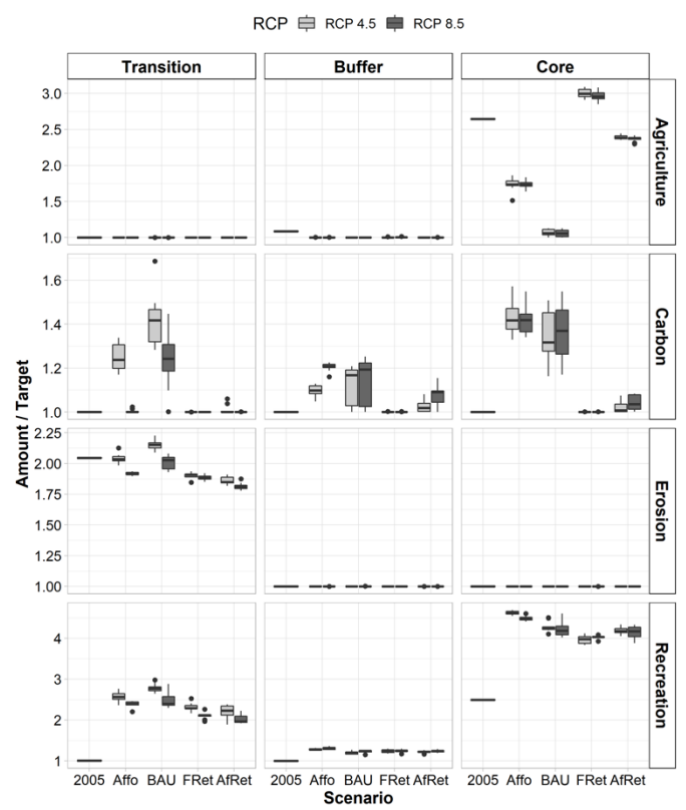 RCP RCP 4.5 RCP 8.5
Transition Buffer Core
3.0
2.5
2.0
1.5
1.0
Agriculture
1.6
1.4
1.2
1.0
Carbon
Amount / Target
2.25
2.00
1.75
1.50
1.25
1.00
Erosion
4
3
2
1
Recreation
2005 Affo BAU FRet AfRet 2005 Affo BAU FRet AfRet 2005 Affo BAU FRet AfRet
Scenario